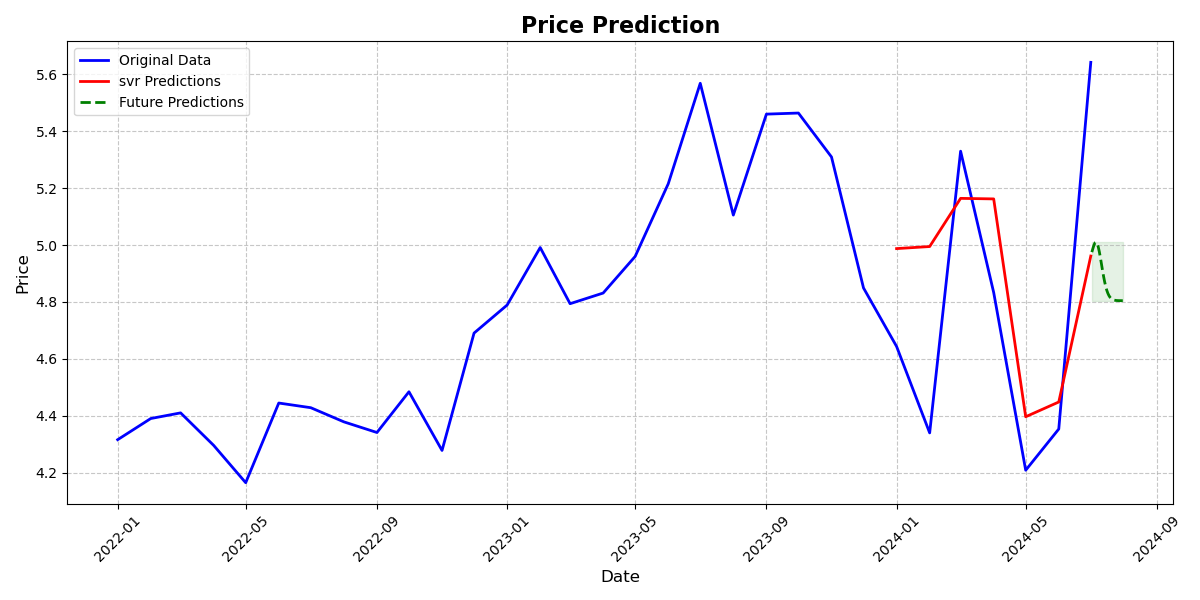 Price Prediction
Original Data
svr Predictions
Future Predictions
Price
5.6
5.4
5.2
5.0
4.8
4.6
4.4
4.2
2022-01
2022-05
2022-09
2023-01
2023-05
2023-09
2024-01
2024-05
2024-09
Date